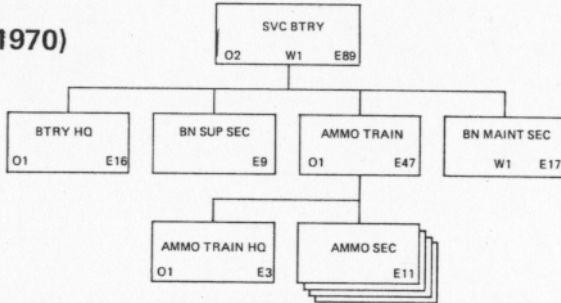 1970)
SVC BTRY
O2 W1 E89
BTRY HQ
O1 E16
BN SUP SEC
E9
AMMO TRAIN
O1 E47
BN MAINT SEC
W1 E17
AMMO TRAIN HQ
O1 E3
AMMO SEC
E11